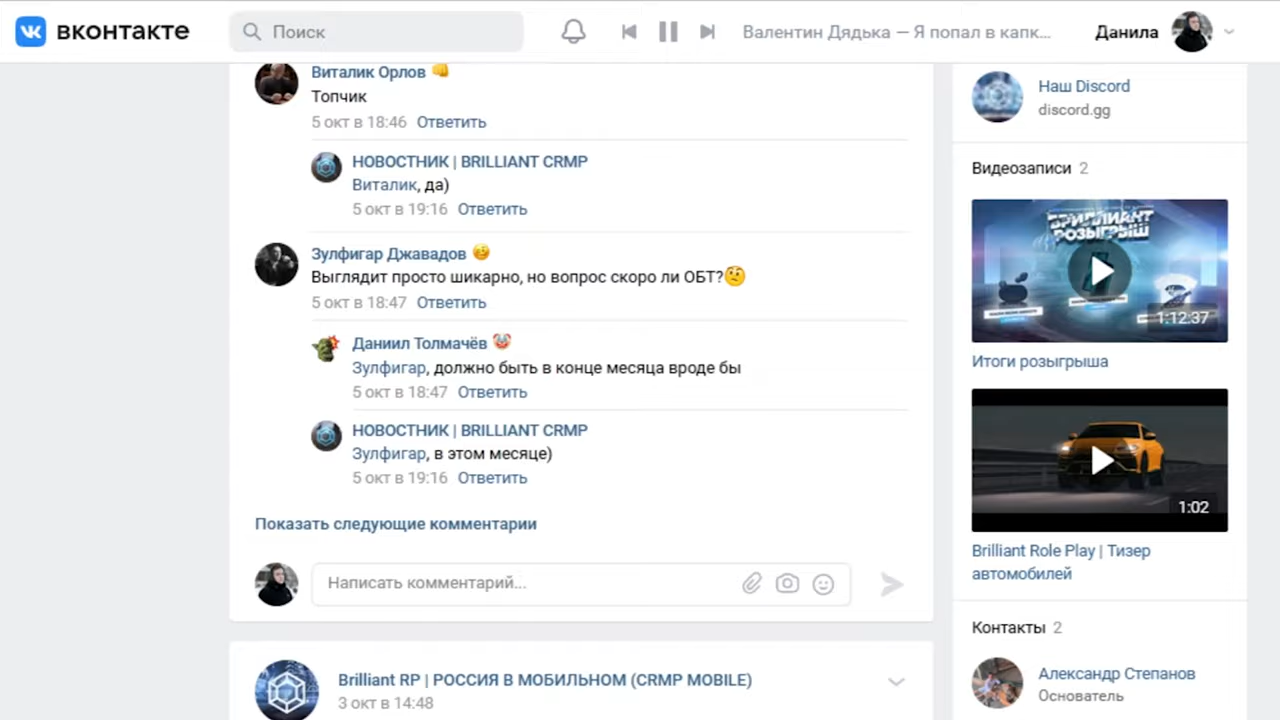 вконтакте
Поиск
Валентин Дядька — Я попал в капк...
Данила
Виталик Орлов
Топчик
5 окт в 18:46 Ответить
НОВОСТНИК | BRILLIANT CRMP
Виталик, да)
5 окт в 19:16 Ответить
Зулфигар Джавадов
Выглядит просто шикарно, но вопрос скоро ли ОБТ?
5 окт в 18:47 Ответить
Даниил Толмачёв
Зулфигар, должно быть в конце месяца вроде бы
5 окт в 18:47 Ответить
НОВОСТНИК | BRILLIANT CRMP
Зулфигар, в этом месяце)
5 окт в 19:16 Ответить
Показать следующие комментарии
Написать комментарий...
Brilliant RP | РОССИЯ В МОБИЛЬНОМ (CRMP MOBILE)
3 окт в 14:48
Наш Discord
discord.gg
Видеозаписи 2
БРИЛЛИАНТ
РОЗЫГРЫШ
1:12:37
Итоги розыгрыша
1:02
Brilliant Role Play | Тизер
автомобилей
Контакты 2
Александр Степанов
Основатель